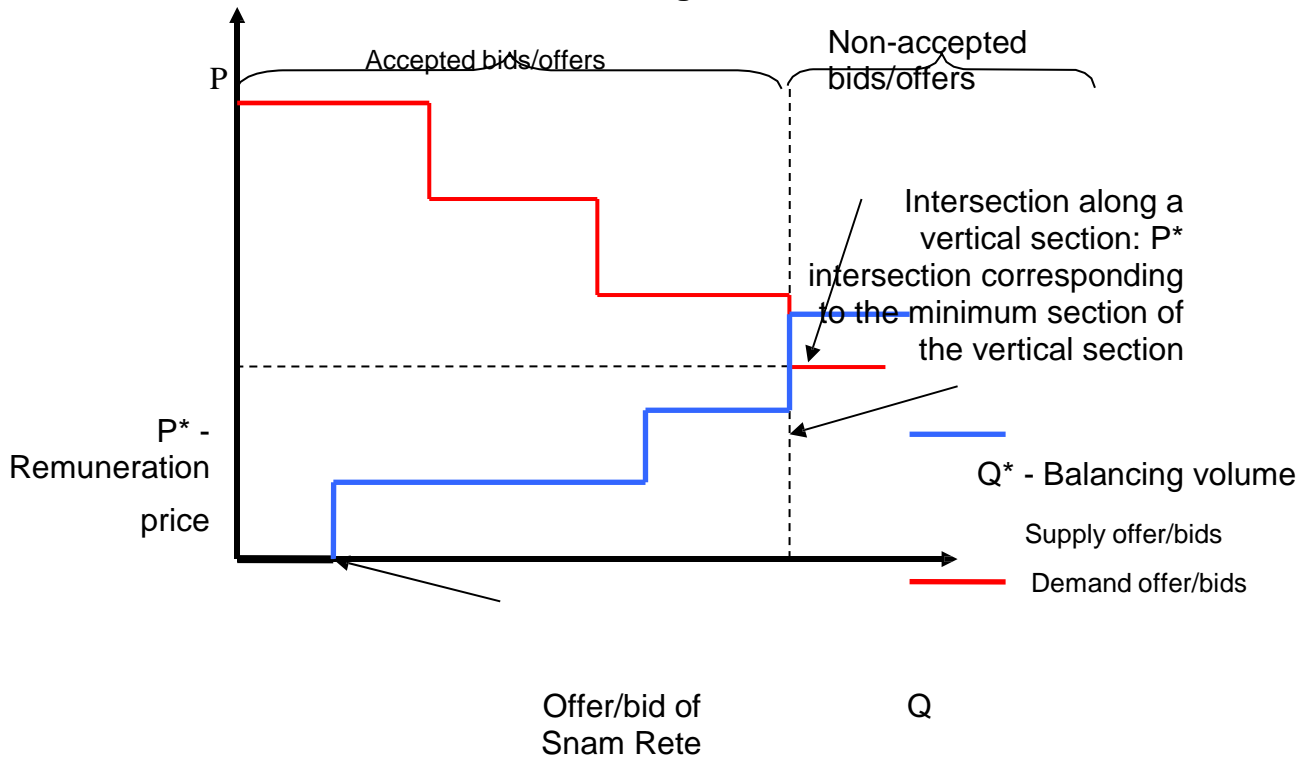 Accepted bids/offers
Non-accepted
bids/offers
P
Intersection along a
vertical section: P*
intersection corresponding
to the minimum section of
the vertical section
P* -
Remuneration
price
Q* - Balancing volume
Supply offer/bids
Demand offer/bids
Offer/bid of
Snam Rete
Q